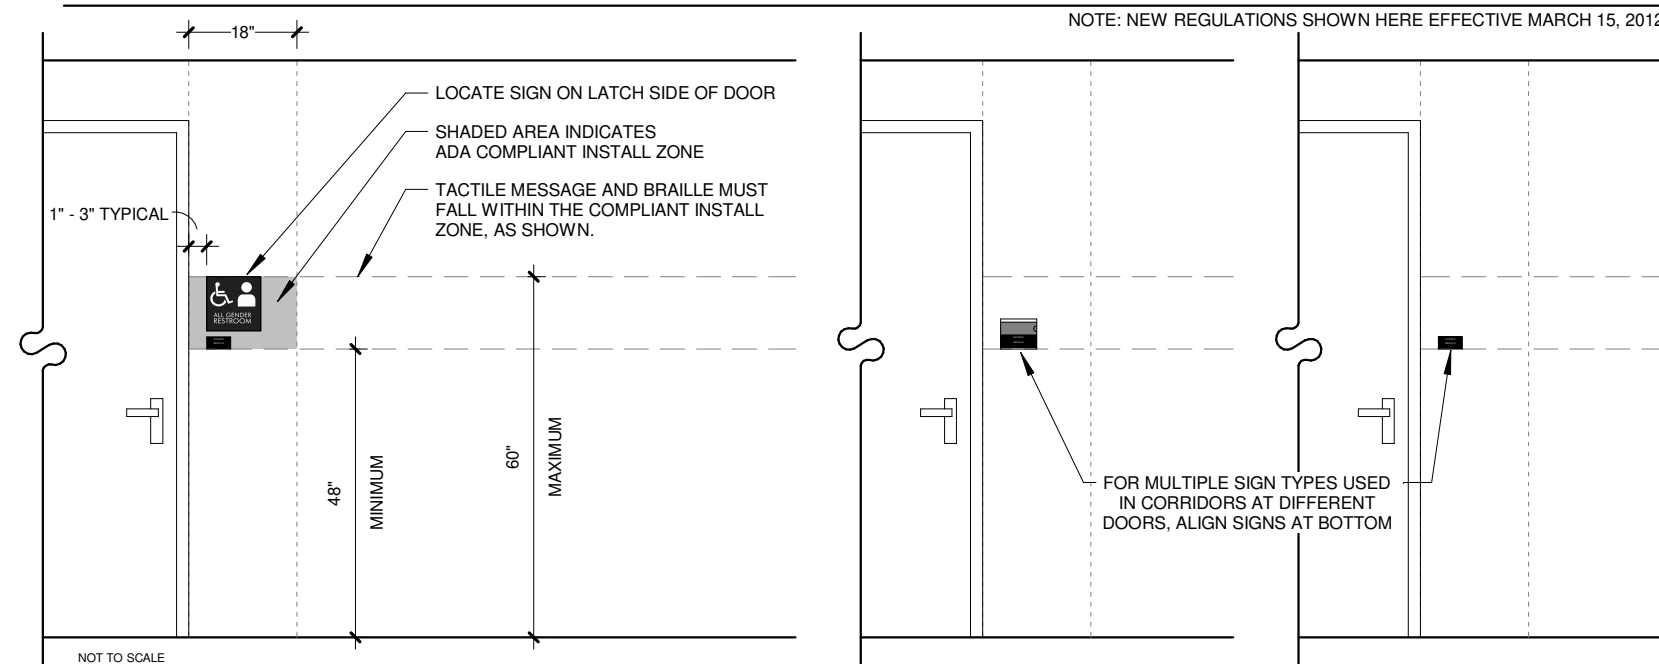 NOTE: NEW REGULATIONS SHOWN HERE EFFECTIVE MARCH 15, 2012
18"
LOCATE SIGN ON LATCH SIDE OF DOOR
SHADED AREA INDICATES
ADA COMPLIANT INSTALL ZONE
TACTILE MESSAGE AND BRAILLE MUST
FALL WITHIN THE COMPLIANT INSTALL
ZONE, AS SHOWN.
1" - 3" TYPICAL
ALL GENDER
RESTROOM
48"
MINIMUM
60"
MAXIMUM
FOR MULTIPLE SIGN TYPES USED
IN CORRIDORS AT DIFFERENT
DOORS, ALIGN SIGNS AT BOTTOM
NOT TO SCALE